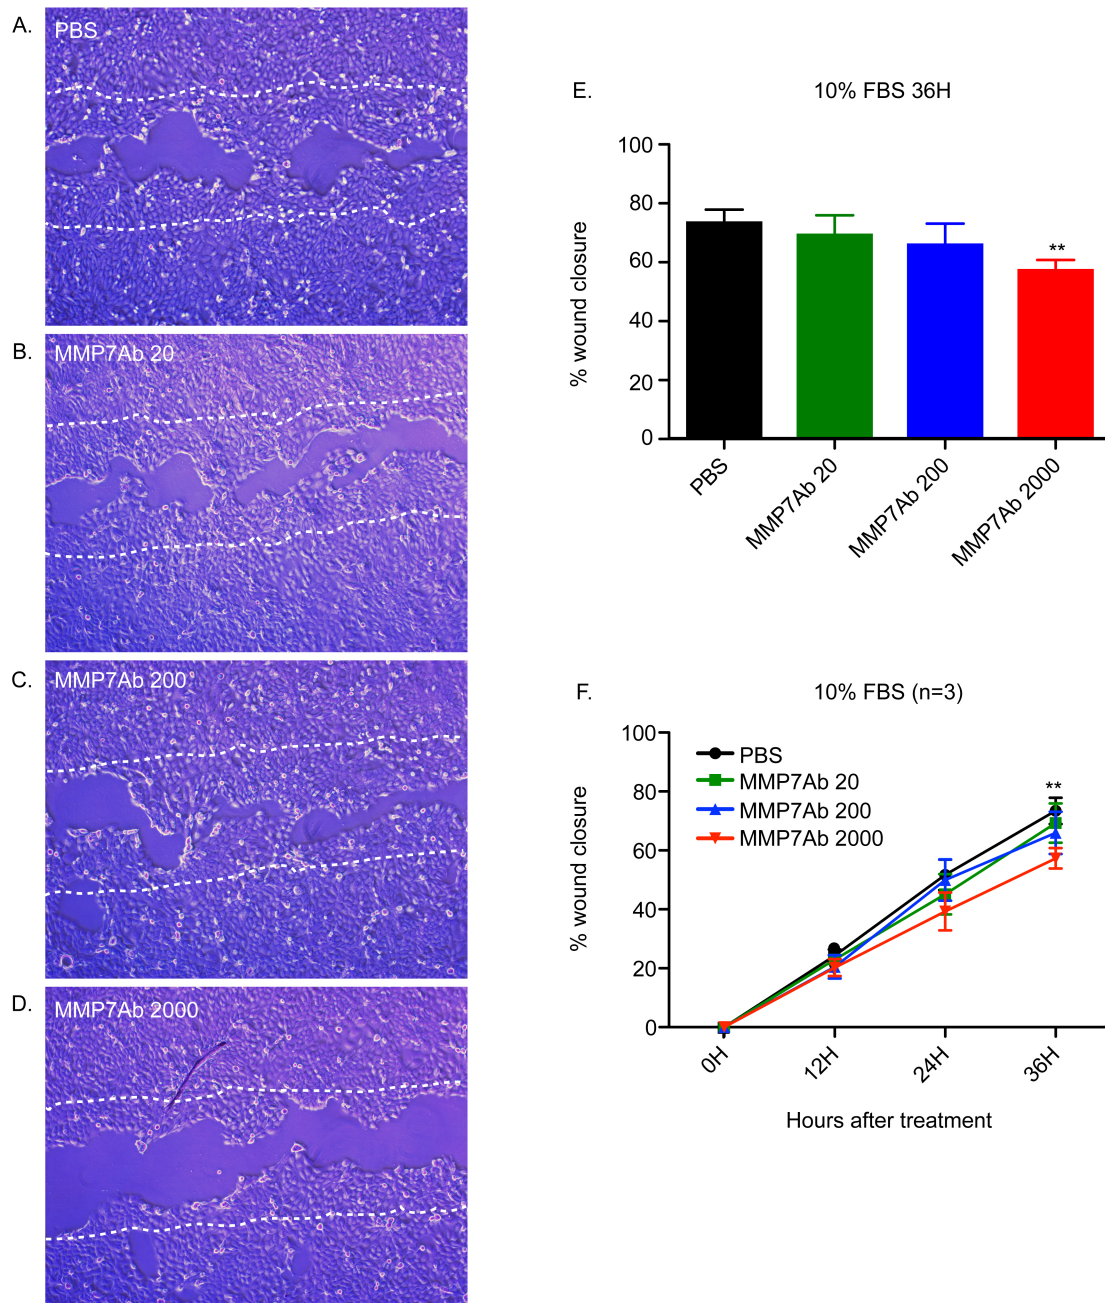 A.
PBS
B.
MMP7Ab 20
C.
MMP7Ab 200
D.
MMP7Ab 2000
E.
10% FBS 36H
% wound closure
100
80
60
40
20
0
**
PBS
MMP7Ab 20
MMP7Ab 200
MMP7Ab 2000
F.
10% FBS (n=3)
% wound closure
100
80
60
40
20
0
PBS
MMP7Ab 20
MMP7Ab 200
MMP7Ab 2000
**
0H
12H
24H
36H
Hours after treatment